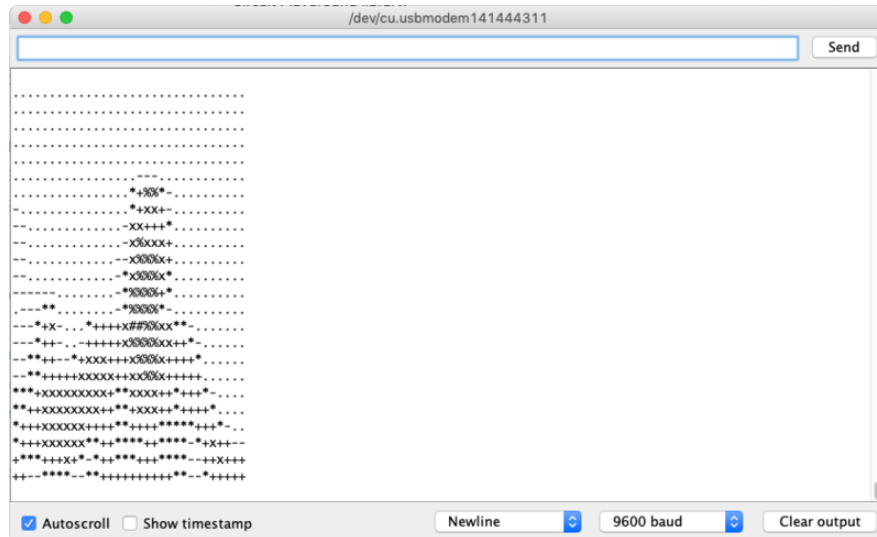 /dev/cu.usbmodem141444311
Send
................................
................................
................................
................................
................................
.................---............
................*+%%*-..........
-...............*+xx+-..........
--.............-xx+++*..........
--.............-x%xxx+..........
--............--x%%%x+..........
--............-*x%%%x*..........
------........-*%%%%+*..........
.---**........-*%%%%*-..........
---*+x-...*++++x##%%xx**-.......
---*++-..-+++++x%%%%xx++*-......
--**++--*+xxx+++x%%%x++++*......
--**+++++xxxxx++xx%%x+++++......
***+xxxxxxxxx+**xxxx++*+++*-....
**++xxxxxxxx++**+xxx++*++++*....
*+++xxxxxx++++**++++*****+++*-..
*+++xxxxxx**++****++****-*+x++--
+***+++x+*-*++***+++****--++x+++
++--****--**++++++++++**--*+++++
Autoscroll Show timestamp Newline 9600 baud Clear output